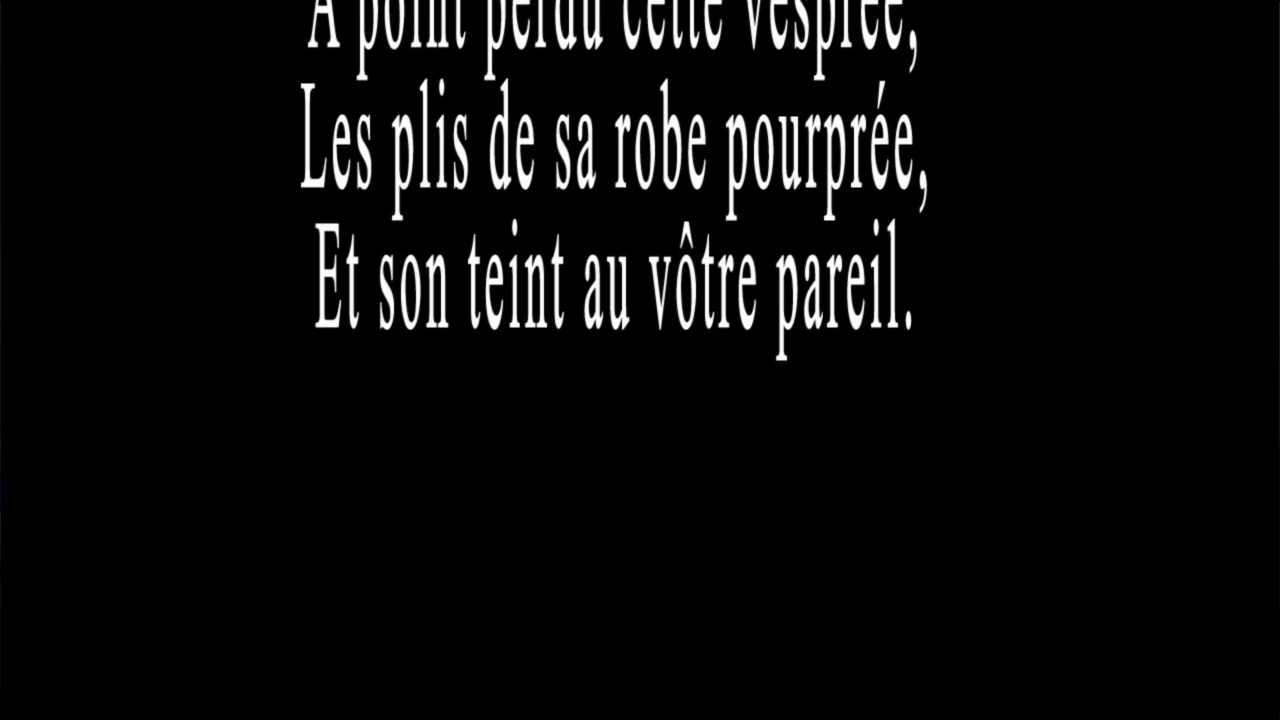 A point perdu cette vesprée,
Les plis de sa robe pourprée,
Et son teint au vôtre pareil.